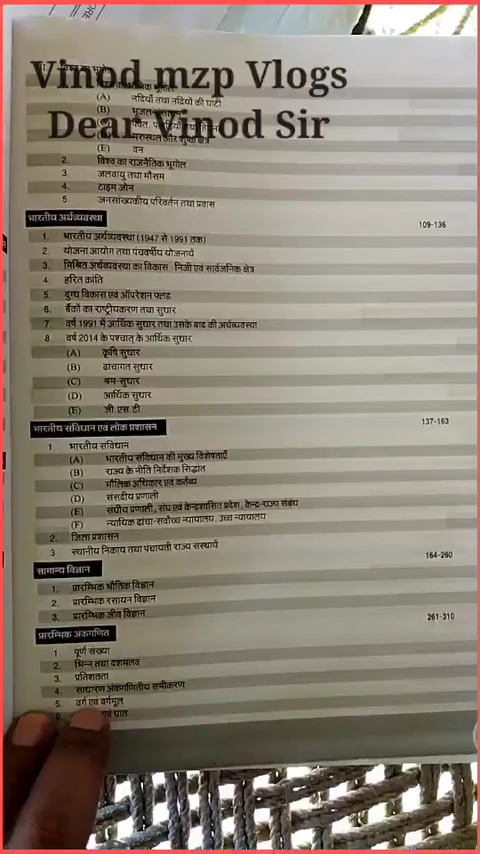 Vinod mzp Vlogs
Dear Vinod Sir
(A) नदियाँ तथा नदियों की घाटी
(B)
(E) वन
2. विश्व का राजनैतिक भूगोल
3. जलवायु तथा मौसम
4. टाइम जोन
5 जनसांख्यकीय परिवर्तन तथा प्रवास
भारतीय अर्थव्यवस्था 109-136
1. भारतीय अर्थव्यवस्था (1947 से 1991 तक)
2. योजना आयोग तथा पंचवर्षीय योजनायें
3. मिश्रित अर्थव्यवस्था का विकास : निजी एवं सार्वजनिक क्षेत्र
4. हरित क्रांति
5. दुग्ध विकास एवं ऑपरेशन फ्लड
6. बैंकों का राष्ट्रीयकरण तथा सुधार
7. वर्ष 1991 में आर्थिक सुधार तथा उसके बाद की अर्थव्यवस्था
8 वर्ष 2014 के पश्चात् के आर्थिक सुधार
(A) कृषि सुधार
(B) ढांचागत सुधार
(C) श्रम-सुधार
(D) आर्थिक सुधार
(E) जी.एस.टी
भारतीय संविधान एवं लोक प्रशासन 137-163
1. भारतीय संविधान
(A) भारतीय संविधान की मुख्य विशेषताएँ
(B) राज्य के नीति निर्देशक सिद्धांत
(C) मौलिक अधिकार एवं कर्तव्य
(D) संसदीय प्रणाली
(E) संघीय प्रणाली, संघ एवं केन्द्रशासित प्रदेश, केन्द्र-राज्य संबंध
(F) न्यायिक ढांचा-सर्वोच्च न्यायालय, उच्च न्यायालय
2. जिला प्रशासन
3 स्थानीय निकाय तथा पंचायती राज्य संस्थायें
सामान्य विज्ञान 164-260
1. प्रारम्भिक भौतिक विज्ञान
2. प्रारम्भिक रसायन विज्ञान
3. प्रारम्भिक जीव विज्ञान
प्रारम्भिक अंकगणित 261-310
1 पूर्ण संख्या
2. भिन्न तथा दशमलव
3. प्रतिशतता
4. साधारण अंकगणितीय समीकरण
5. वर्ग एवं वर्गमूल
6 एवं घात